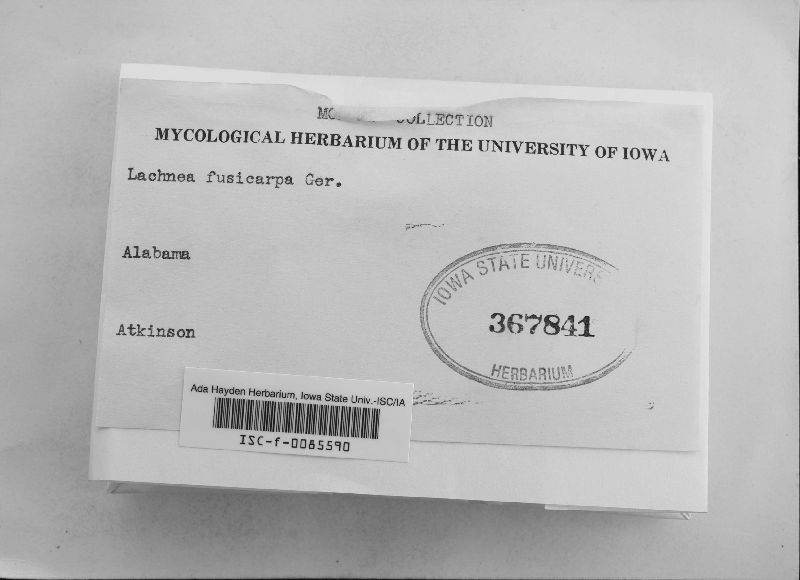 COLLECTION
MYCOLOGICAL HERBARIUM OF THE UNIVERSITY OF IOWA
Lachnea fusicarpa Ger.
Alabama
IOWA STATE UNIVERS
367841
HERBARIUM
Atkinson
Ada Hayden Herbarium, Iowa State Univ.-ISC/IA
ISC-f-0085590